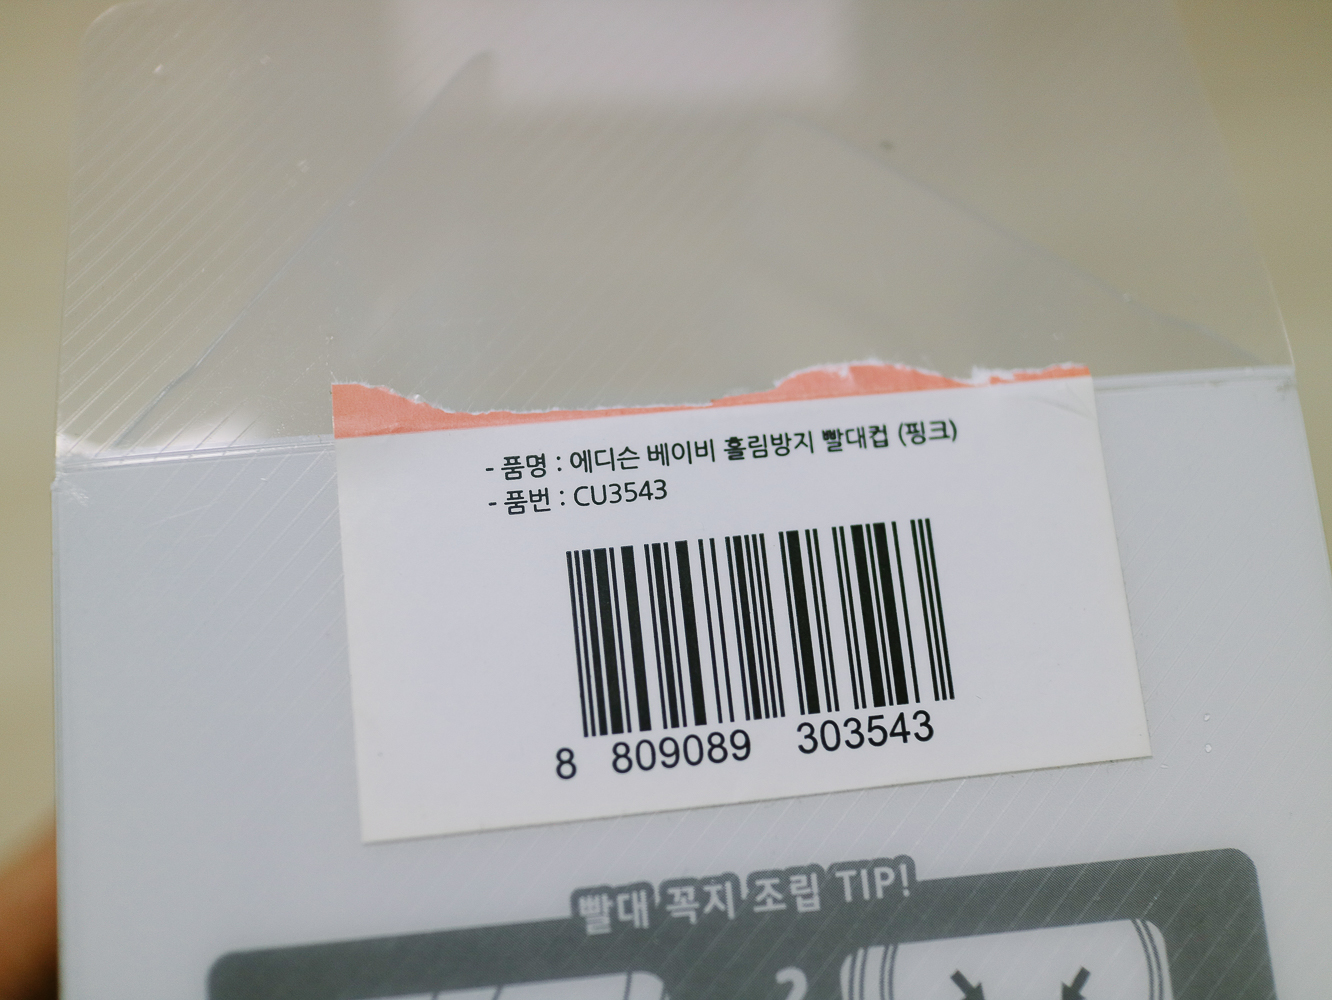 - 품명 : 에디슨 베이비 흘림방지 빨대컵 (핑크)
- 품번 : CU3543
8 809089 303543
빨대 꼭지 조립 TIP!
2